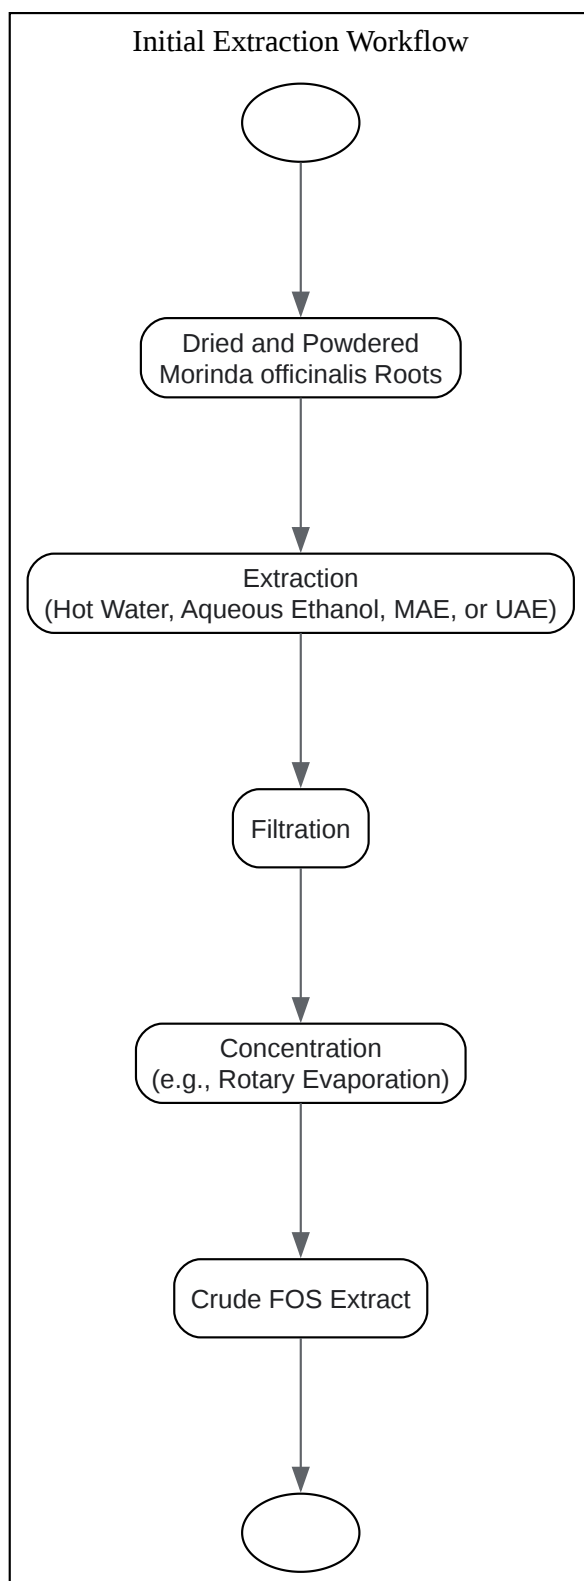 Initial Extraction Workflow
Dried and Powdered
Morinda officinalis Roots
Extraction
(Hot Water, Aqueous Ethanol, MAE, or UAE)
Filtration
Concentration
(e.g., Rotary Evaporation)
Crude FOS Extract